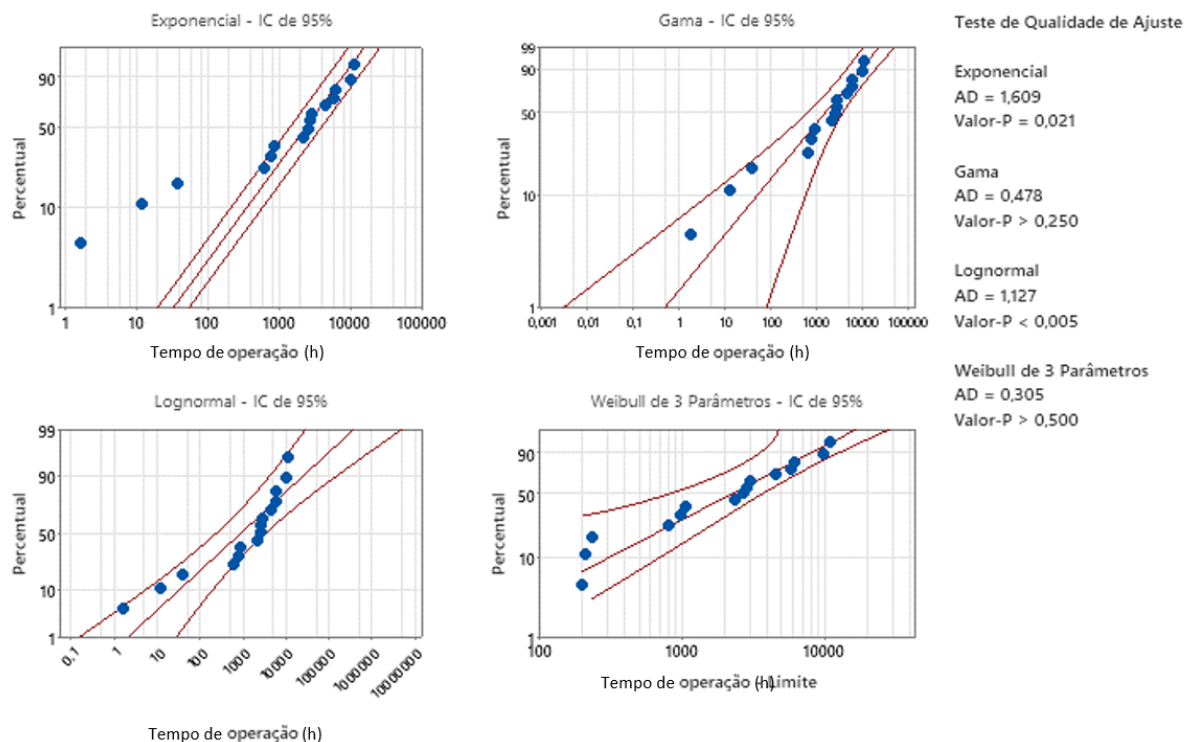 Exponencial - IC de 95%
Percentual
90
50
10
1
1
10
100
1000
10000
100000
Tempo de operação (h)
Gama - IC de 95%
Percentual
99
90
50
10
1
0,001
0,01
0,1
1
10
100
1000
10000
100000
Tempo de operação (h)
Lognormal - IC de 95%
Percentual
99
90
50
10
1
0,1
1
10
100
1000
10000
100000
1000000
10000000
Tempo de operação (h)
Weibull de 3 Parâmetros - IC de 95%
Percentual
90
50
10
1
100
1000
10000
Tempo de operação (h) Limite
Teste de Qualidade de Ajuste
Exponencial
AD = 1,609
Valor-P = 0,021
Gama
AD = 0,478
Valor-P > 0,250
Lognormal
AD = 1,127
Valor-P < 0,005
Weibull de 3 Parâmetros
AD = 0,305
Valor-P > 0,500